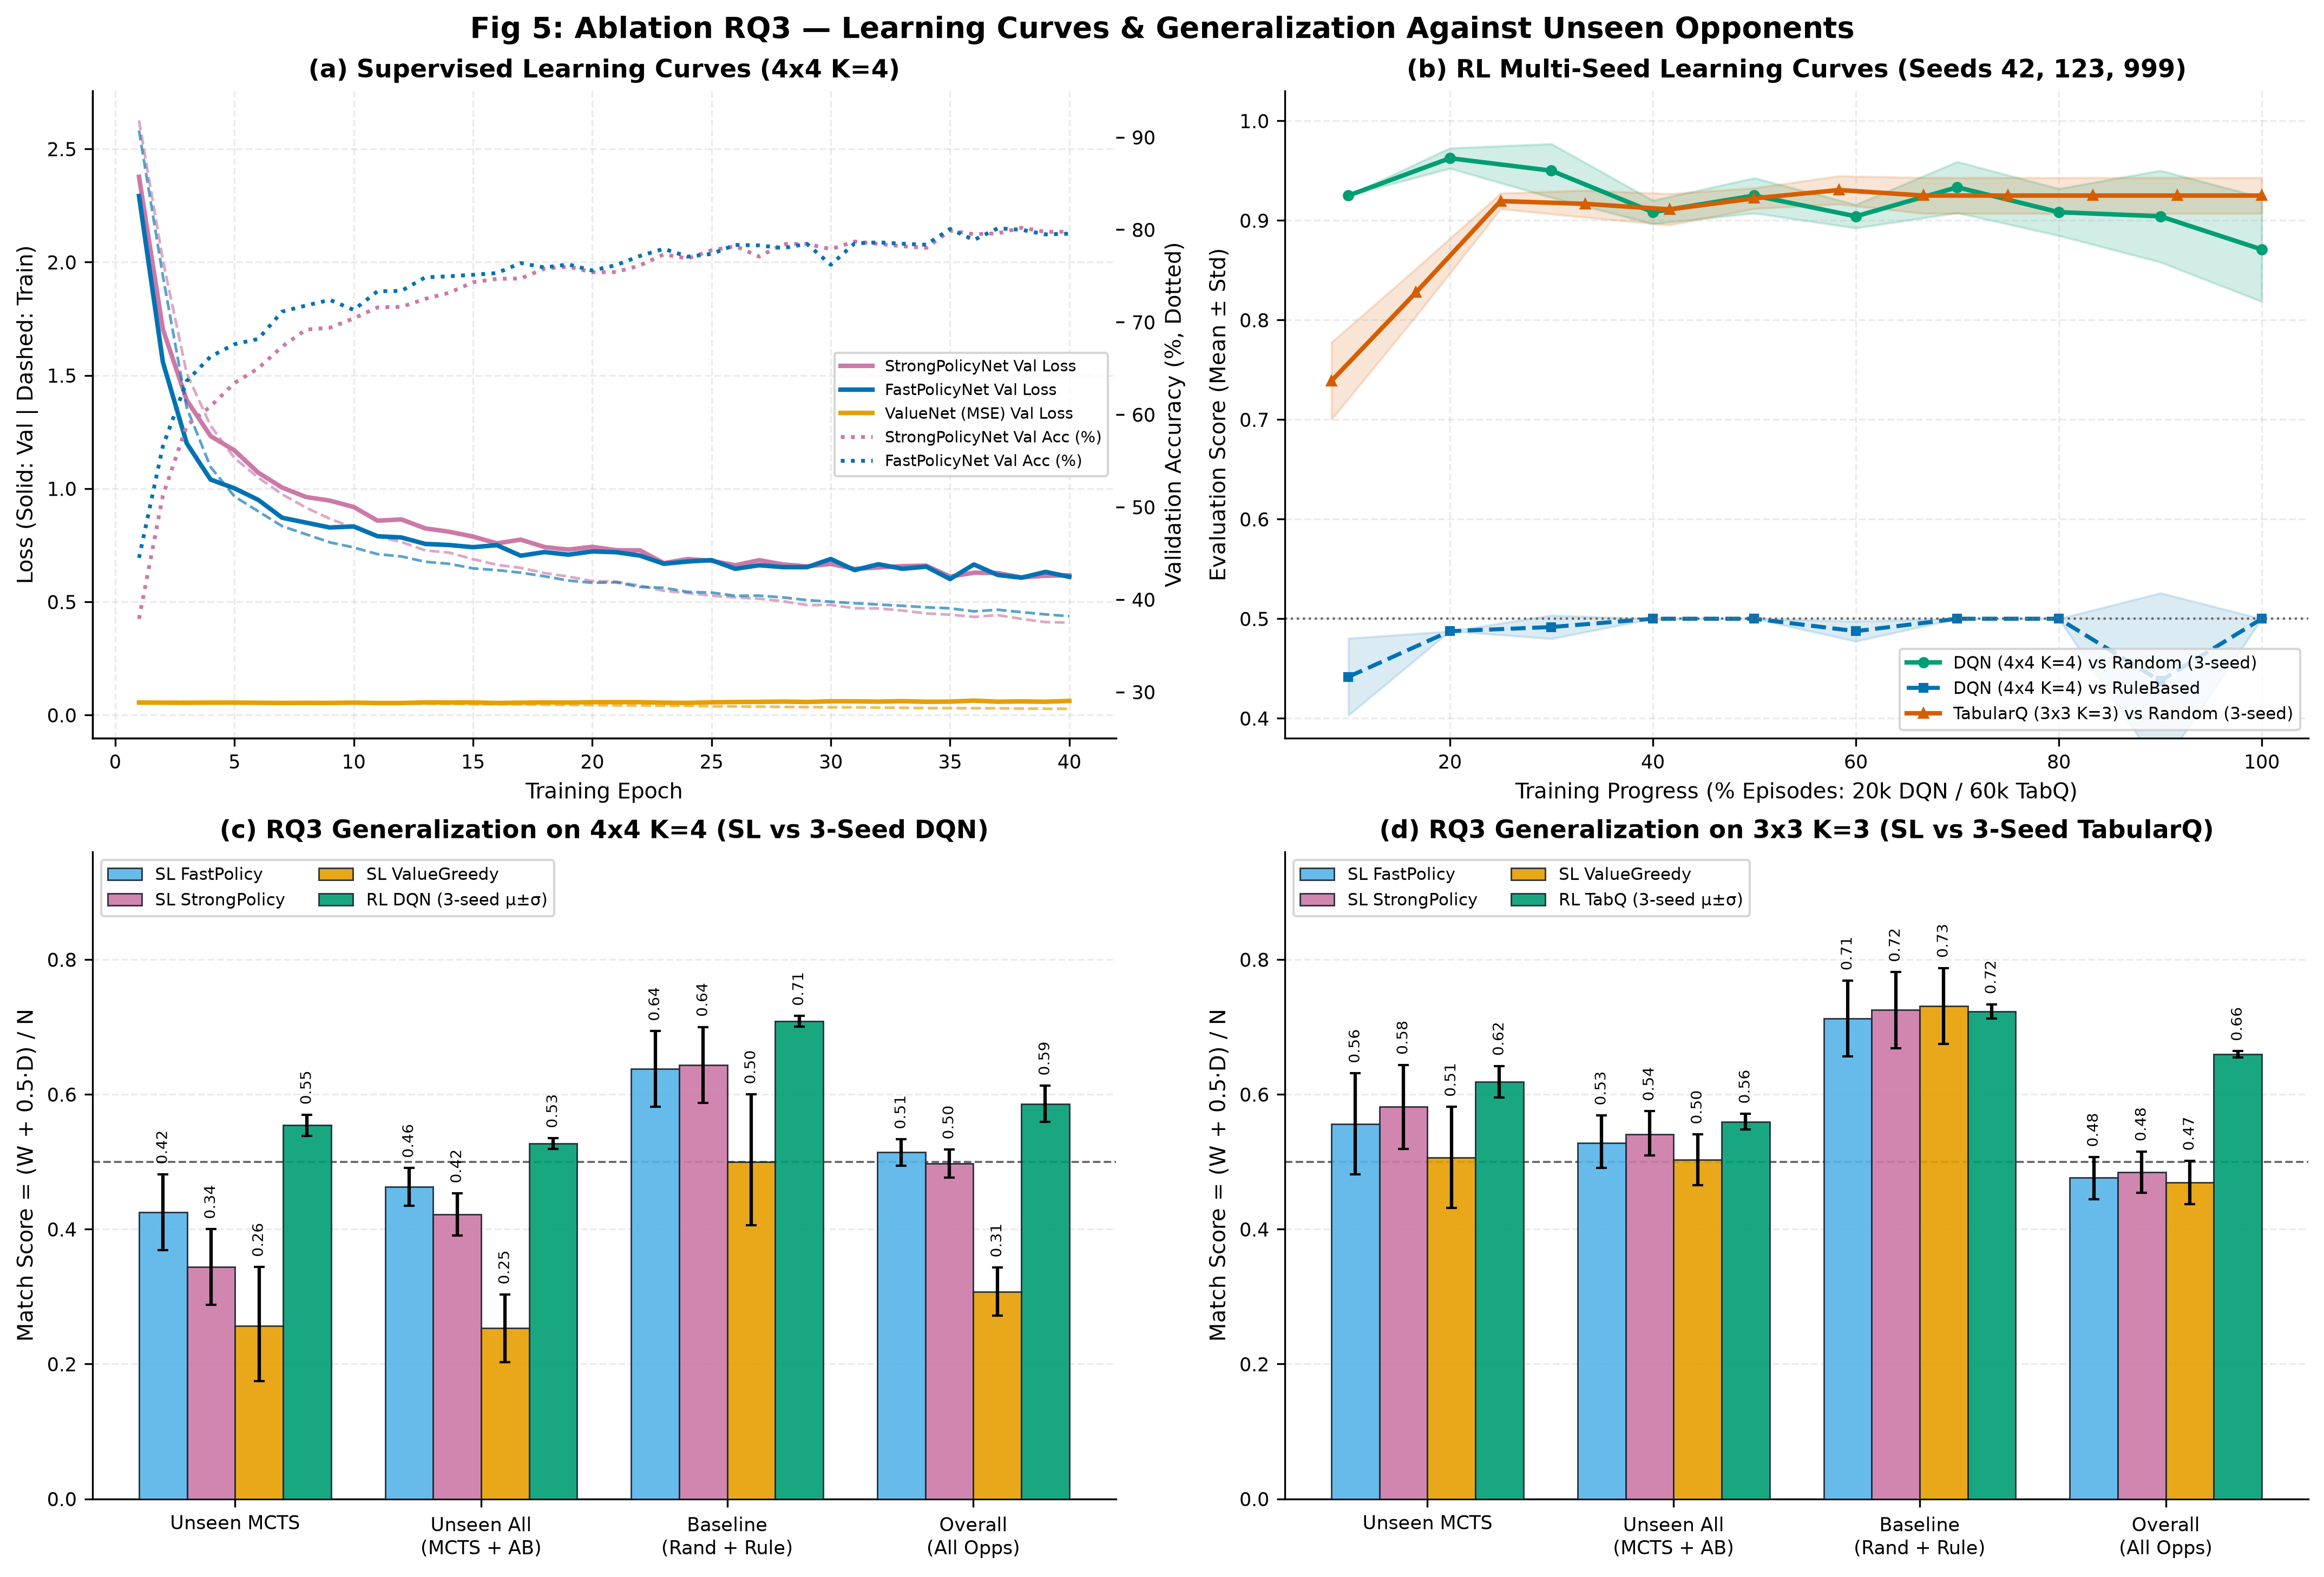 Fig 5: Ablation RQ3 — Learning Curves & Generalization Against Unseen Opponents
(a) Supervised Learning Curves (4x4 K=4)
Loss (Solid: Val | Dashed: Train)
2.5
2.0
1.5
1.0
0.5
0.0
90
80
70
60
50
40
30
Validation Accuracy (%, Dotted)
StrongPolicyNet Val Loss
FastPolicyNet Val Loss
ValueNet (MSE) Val Loss
StrongPolicyNet Val Acc (%)
FastPolicyNet Val Acc (%)
0 5 10 15 20 25 30 35 40
Training Epoch
(b) RL Multi-Seed Learning Curves (Seeds 42, 123, 999)
Evaluation Score (Mean ± Std)
1.0
0.9
0.8
0.7
0.6
0.5
0.4
DQN (4x4 K=4) vs Random (3-seed)
DQN (4x4 K=4) vs RuleBased
TabularQ (3x3 K=3) vs Random (3-seed)
20 40 60 80 100
Training Progress (% Episodes: 20k DQN / 60k TabQ)
(c) RQ3 Generalization on 4x4 K=4 (SL vs 3-Seed DQN)
Match Score = (W + 0.5·D) / N
SL FastPolicy
SL StrongPolicy
SL ValueGreedy
RL DQN (3-seed μ±σ)
0.8
0.6
0.4
0.2
0.0
0.42 0.34 0.26 0.55
0.46 0.42 0.25 0.53
0.64 0.64 0.50 0.71
0.51 0.50 0.31 0.59
Unseen MCTS
Unseen All
(MCTS + AB)
Baseline
(Rand + Rule)
Overall
(All Opps)
(d) RQ3 Generalization on 3x3 K=3 (SL vs 3-Seed TabularQ)
Match Score = (W + 0.5·D) / N
SL FastPolicy
SL StrongPolicy
SL ValueGreedy
RL TabQ (3-seed μ±σ)
0.8
0.6
0.4
0.2
0.0
0.56 0.58 0.51 0.62
0.53 0.54 0.50 0.56
0.71 0.72 0.73 0.72
0.48 0.48 0.47 0.66
Unseen MCTS
Unseen All
(MCTS + AB)
Baseline
(Rand + Rule)
Overall
(All Opps)